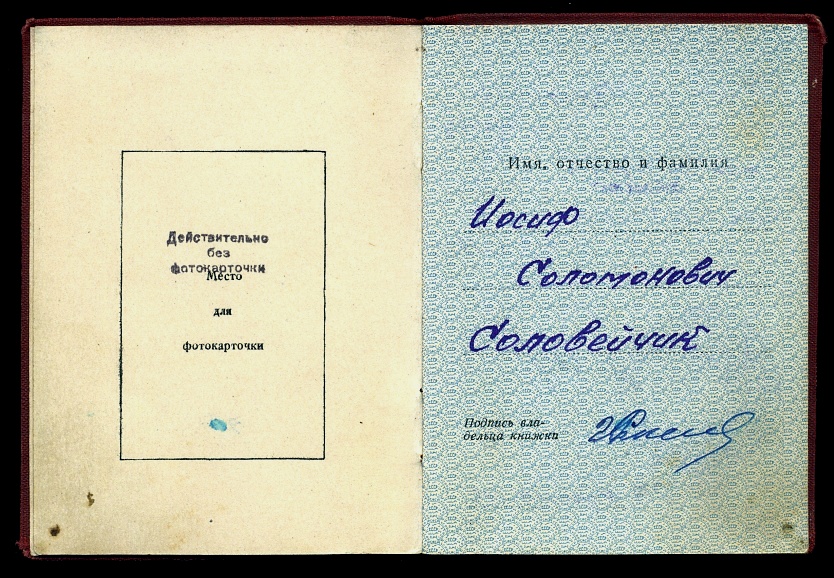 Действительно
без
фотокарточки
Место
для
фотокарточки
Имя, отчество и фамилия
Иосиф
Соломонович
Соловейчик
Подпись вла-
дельца книжки